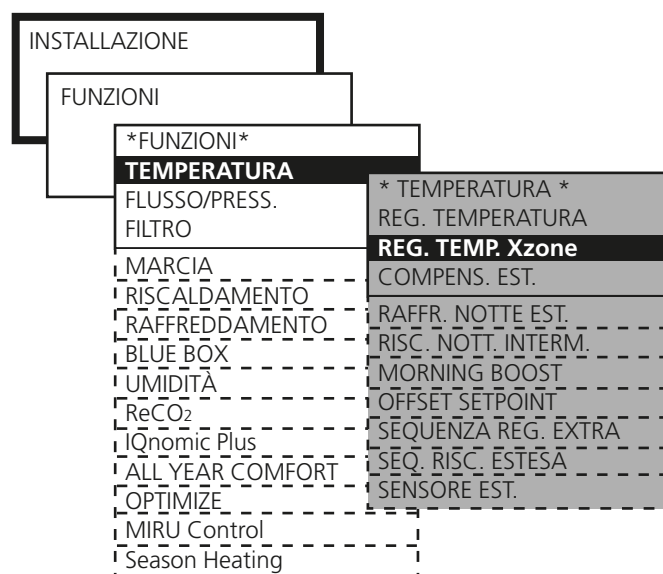 INSTALLAZIONE
FUNZIONI
*FUNZIONI*
TEMPERATURA
FLUSSO/PRESS.
FILTRO
MARCIA
RISCALDAMENTO
RAFFREDDAMENTO
BLUE BOX
UMIDITÀ
ReCO2
IQnomic Plus
ALL YEAR COMFORT
OPTIMIZE
MIRU Control
Season Heating
* TEMPERATURA *
REG. TEMPERATURA
REG. TEMP. Xzone
COMPENS. EST.
RAFFR. NOTTE EST.
RISC. NOTT. INTERM.
MORNING BOOST
OFFSET SETPOINT
SEQUENZA REG. EXTRA
SEQ. RISC. ESTESA
SENSORE EST.